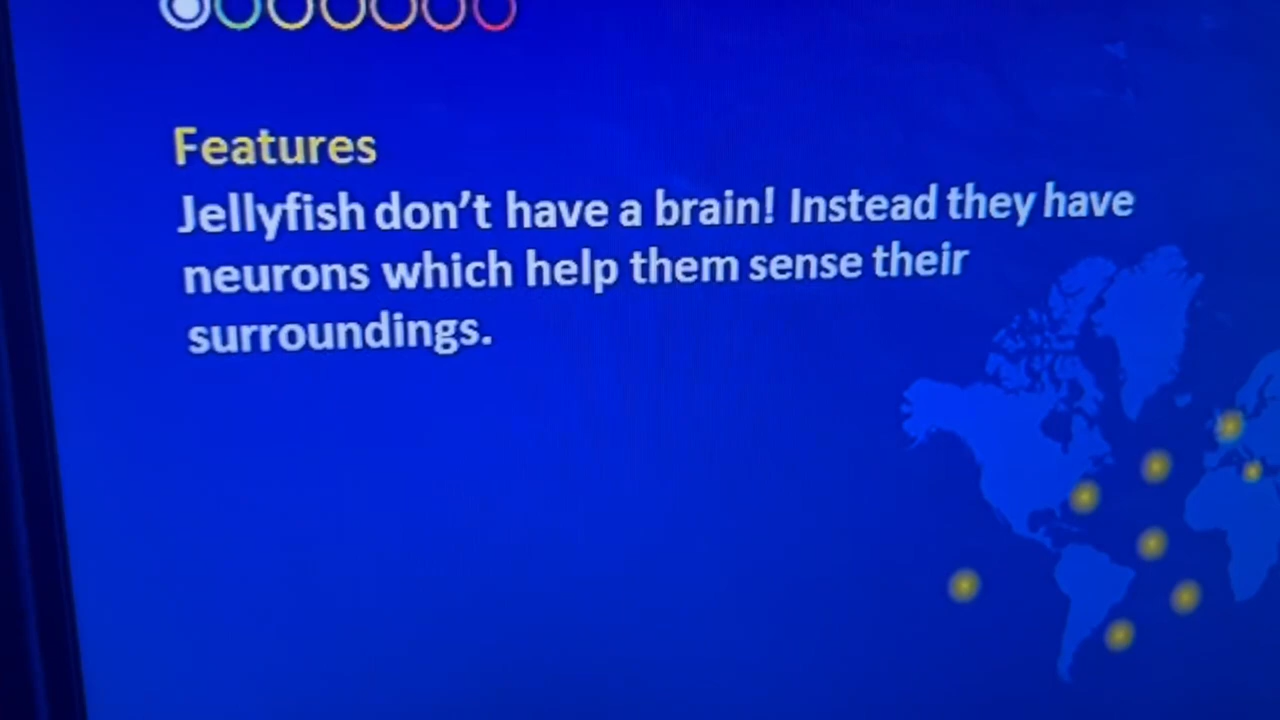 Features
Jellyfish don't have a brain! Instead they have
neurons which help them sense their
surroundings.